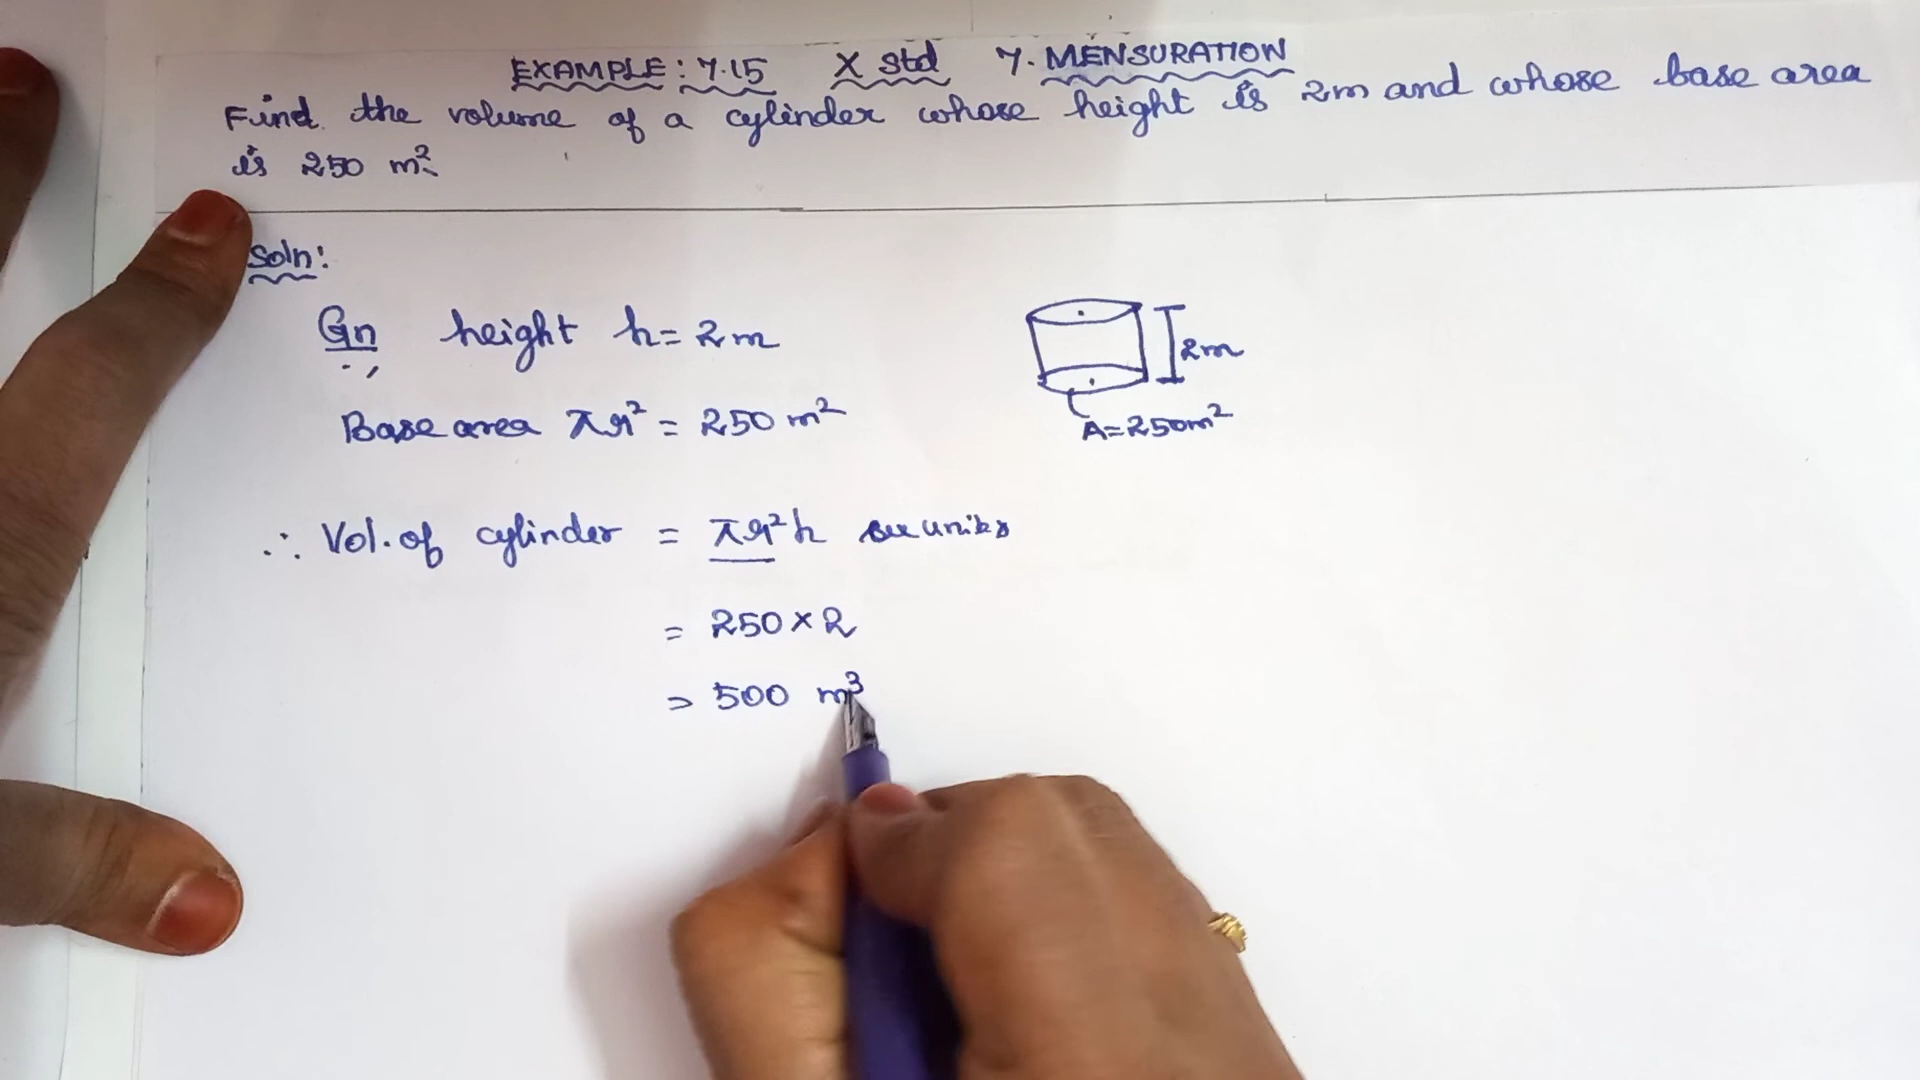 EXAMPLE: 7.15 X Std 7. MENSURATION
Find the volume of a cylinder whose height is 2m and whose base area
is 250 m².
Soln:
Gn height h = 2m
2m
Base area πr² = 250 m²
A=250m²
∴ Vol. of cylinder = πr²h units
= 250 × 2
= 500 m³